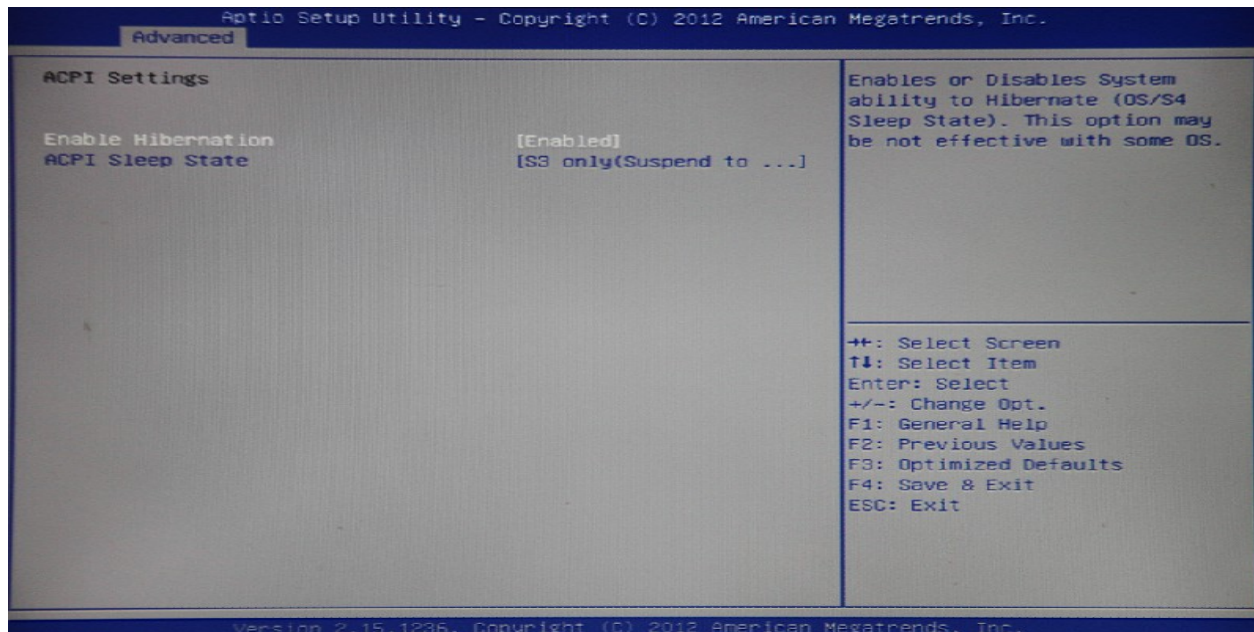 Aptio Setup Utility – Copyright (C) 2012 American Megatrends, Inc.
Advanced
ACPI Settings
Enable Hibernation [Enabled]
ACPI Sleep State [S3 only(Suspend to ...]
Enables or Disables System
ability to Hibernate (OS/S4
Sleep State). This option may
be not effective with some OS.
→←: Select Screen
↑↓: Select Item
Enter: Select
+/-: Change Opt.
F1: General Help
F2: Previous Values
F3: Optimized Defaults
F4: Save & Exit
ESC: Exit
Version 2.15.1236. Copyright (C) 2012 American Megatrends, Inc.